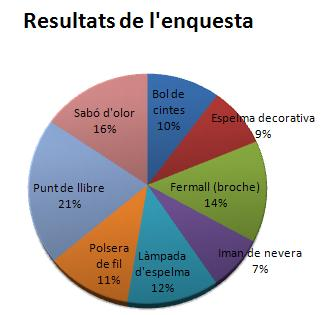 Resultats de l'enquesta
Bol de
cintes
10%
Espelma decorativa
9%
Fermall (broche)
14%
Iman de nevera
7%
Làmpada
d'espelma
12%
Polsera
de fil
11%
Punt de llibre
21%
Sabó d'olor
16%